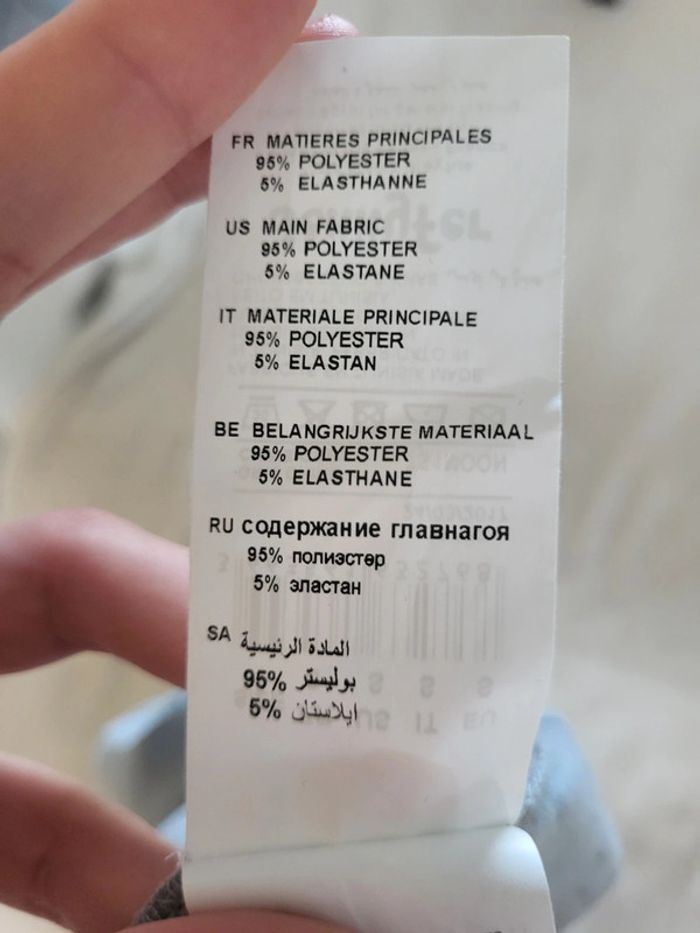 FR MATIERES PRINCIPALES
95% POLYESTER
5% ELASTHANNE
US MAIN FABRIC
95% POLYESTER
5% ELASTANE
IT MATERIALE PRINCIPALE
95% POLYESTER
5% ELASTAN
BE BELANGRIJKSTE MATERIAAL
95% POLYESTER
5% ELASTHANE
RU содержание главнагоя
95% полиэстер
5% эластан
SA المادة الرئيسية
95% بوليستر
5% ايلاستان